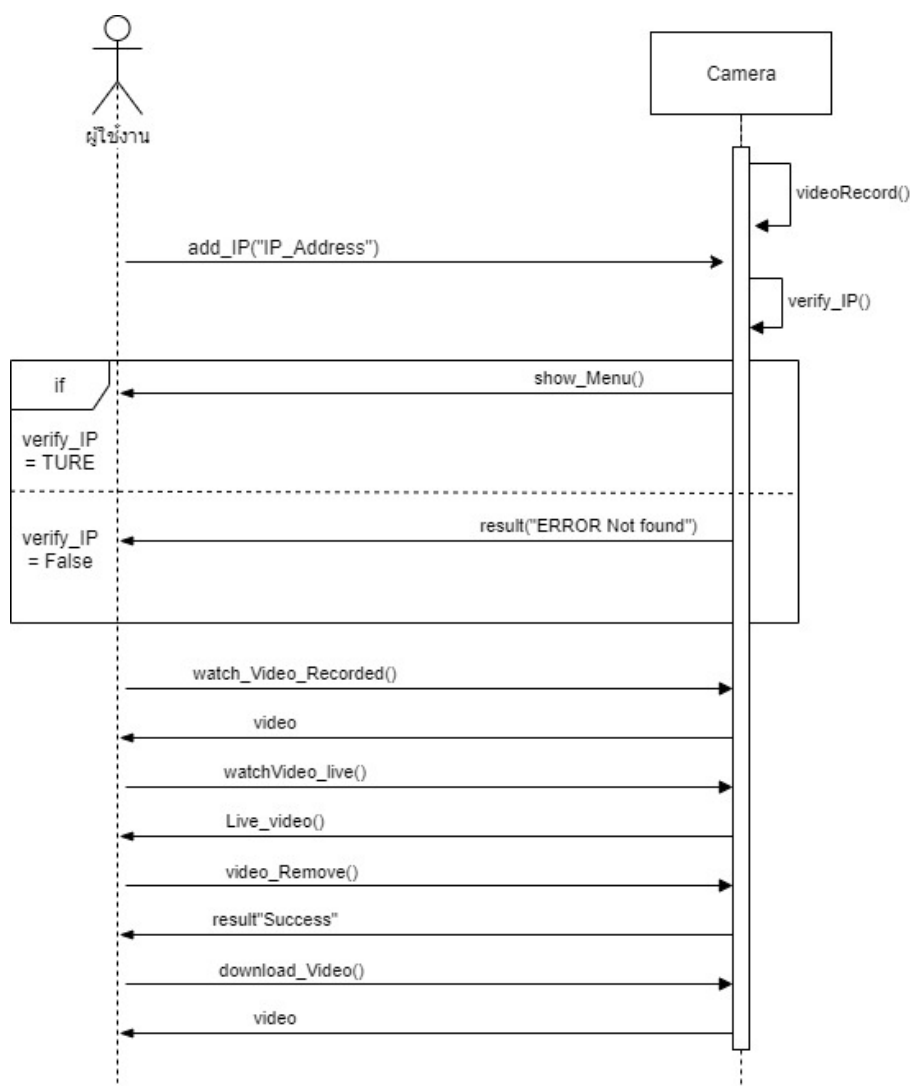 Camera
ผู้ใช้งาน
videoRecord()
add_IP("IP_Address")
verify_IP()
if
show_Menu()
verify_IP
= TURE
result("ERROR Not found")
verify_IP
= False
watch_Video_Recorded()
video
watchVideo_live()
Live_video()
video_Remove()
result"Success"
download_Video()
video